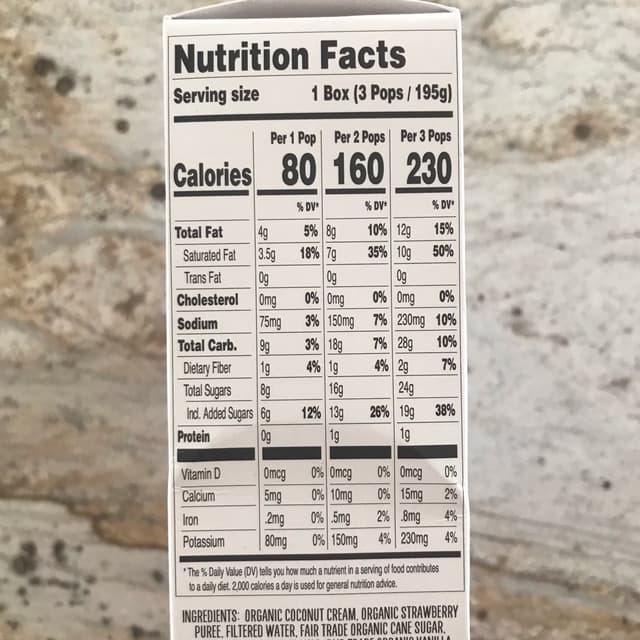 Nutrition Facts
Serving size 1 Box (3 Pops / 195g)
Per 1 Pop Per 2 Pops Per 3 Pops
Calories 80 160 230
% DV* % DV* % DV*
Total Fat 4g 5% 8g 10% 12g 15%
Saturated Fat 3.5g 18% 7g 35% 10g 50%
Trans Fat 0g 0g 0g
Cholesterol 0mg 0% 0mg 0% 0mg 0%
Sodium 75mg 3% 150mg 7% 230mg 10%
Total Carb. 9g 3% 18g 7% 28g 10%
Dietary Fiber 1g 4% 1g 4% 2g 7%
Total Sugars 8g 16g 24g
Incl. Added Sugars 6g 12% 13g 26% 19g 38%
Protein 0g 1g 1g
Vitamin D 0mcg 0% 0mcg 0% 0mcg 0%
Calcium 5mg 0% 10mg 0% 15mg 2%
Iron .2mg 0% .5mg 2% .8mg 4%
Potassium 80mg 0% 150mg 4% 230mg 4%
* The % Daily Value (DV) tells you how much a nutrient in a serving of food contributes
to a daily diet. 2,000 calories a day is used for general nutrition advice.
INGREDIENTS: ORGANIC COCONUT CREAM, ORGANIC STRAWBERRY
PUREE, FILTERED WATER, FAIR TRADE ORGANIC CANE SUGAR,